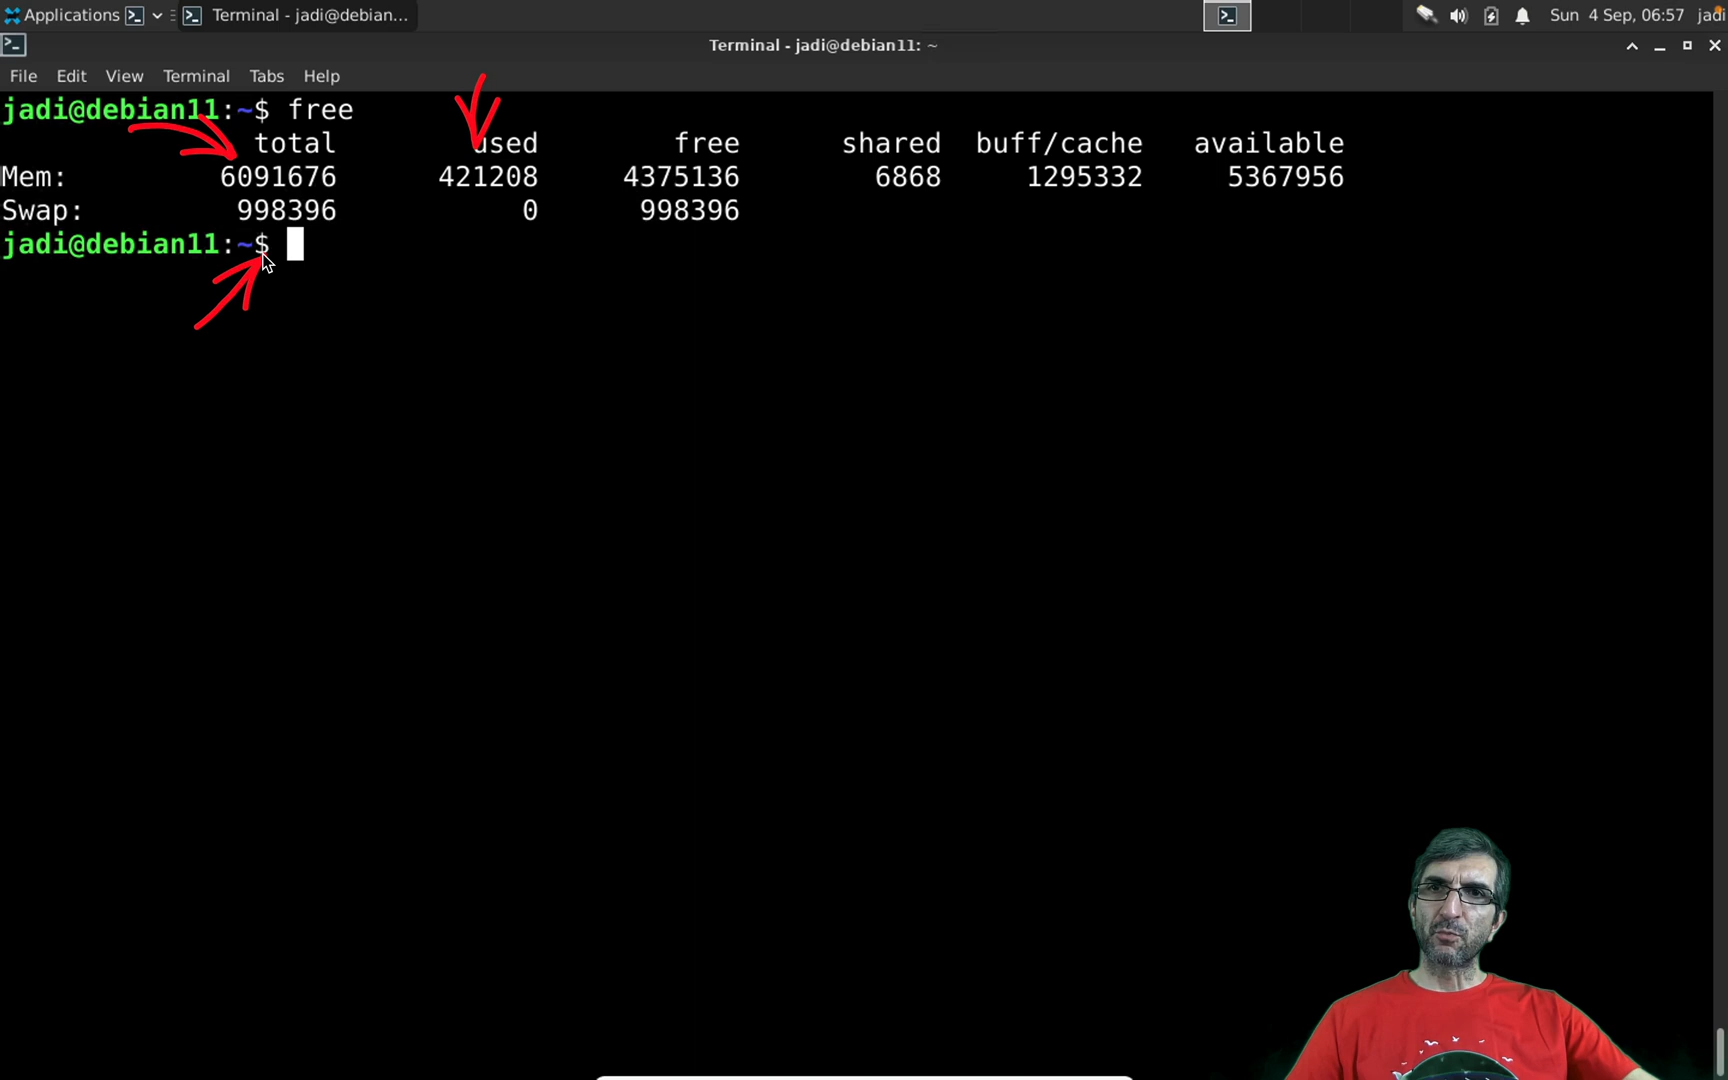 Applications Terminal - jadi@debian... Sun 4 Sep, 06:57 jadi
Terminal - jadi@debian11: ~
File Edit View Terminal Tabs Help
jadi@debian11:~$ free
total used free shared buff/cache available
Mem: 6091676 421208 4375136 6868 1295332 5367956
Swap: 998396 0 998396
jadi@debian11:~$